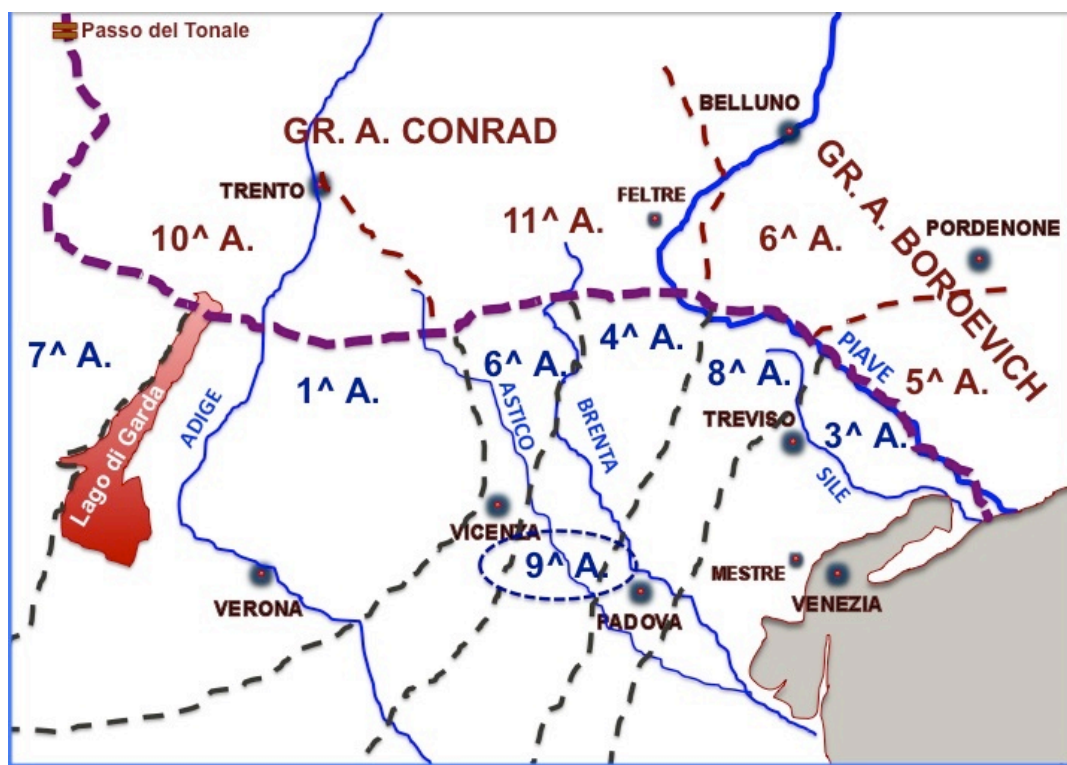 Passo del Tonale
BELLUNO
GR. A. CONRAD
TRENTO
FELTRE
11^ A.
GR. A. BOROEVICH
10^ A.
6^ A.
PORDENONE
7^ A.
1^ A.
6^ A.
4^ A.
8^ A.
PIAVE
5^ A.
Lago di Garda
ADIGE
ASTICO
BRENTA
TREVISO
3^ A.
SILE
VICENZA
9^ A.
MESTRE
VERONA
PADOVA
VENEZIA